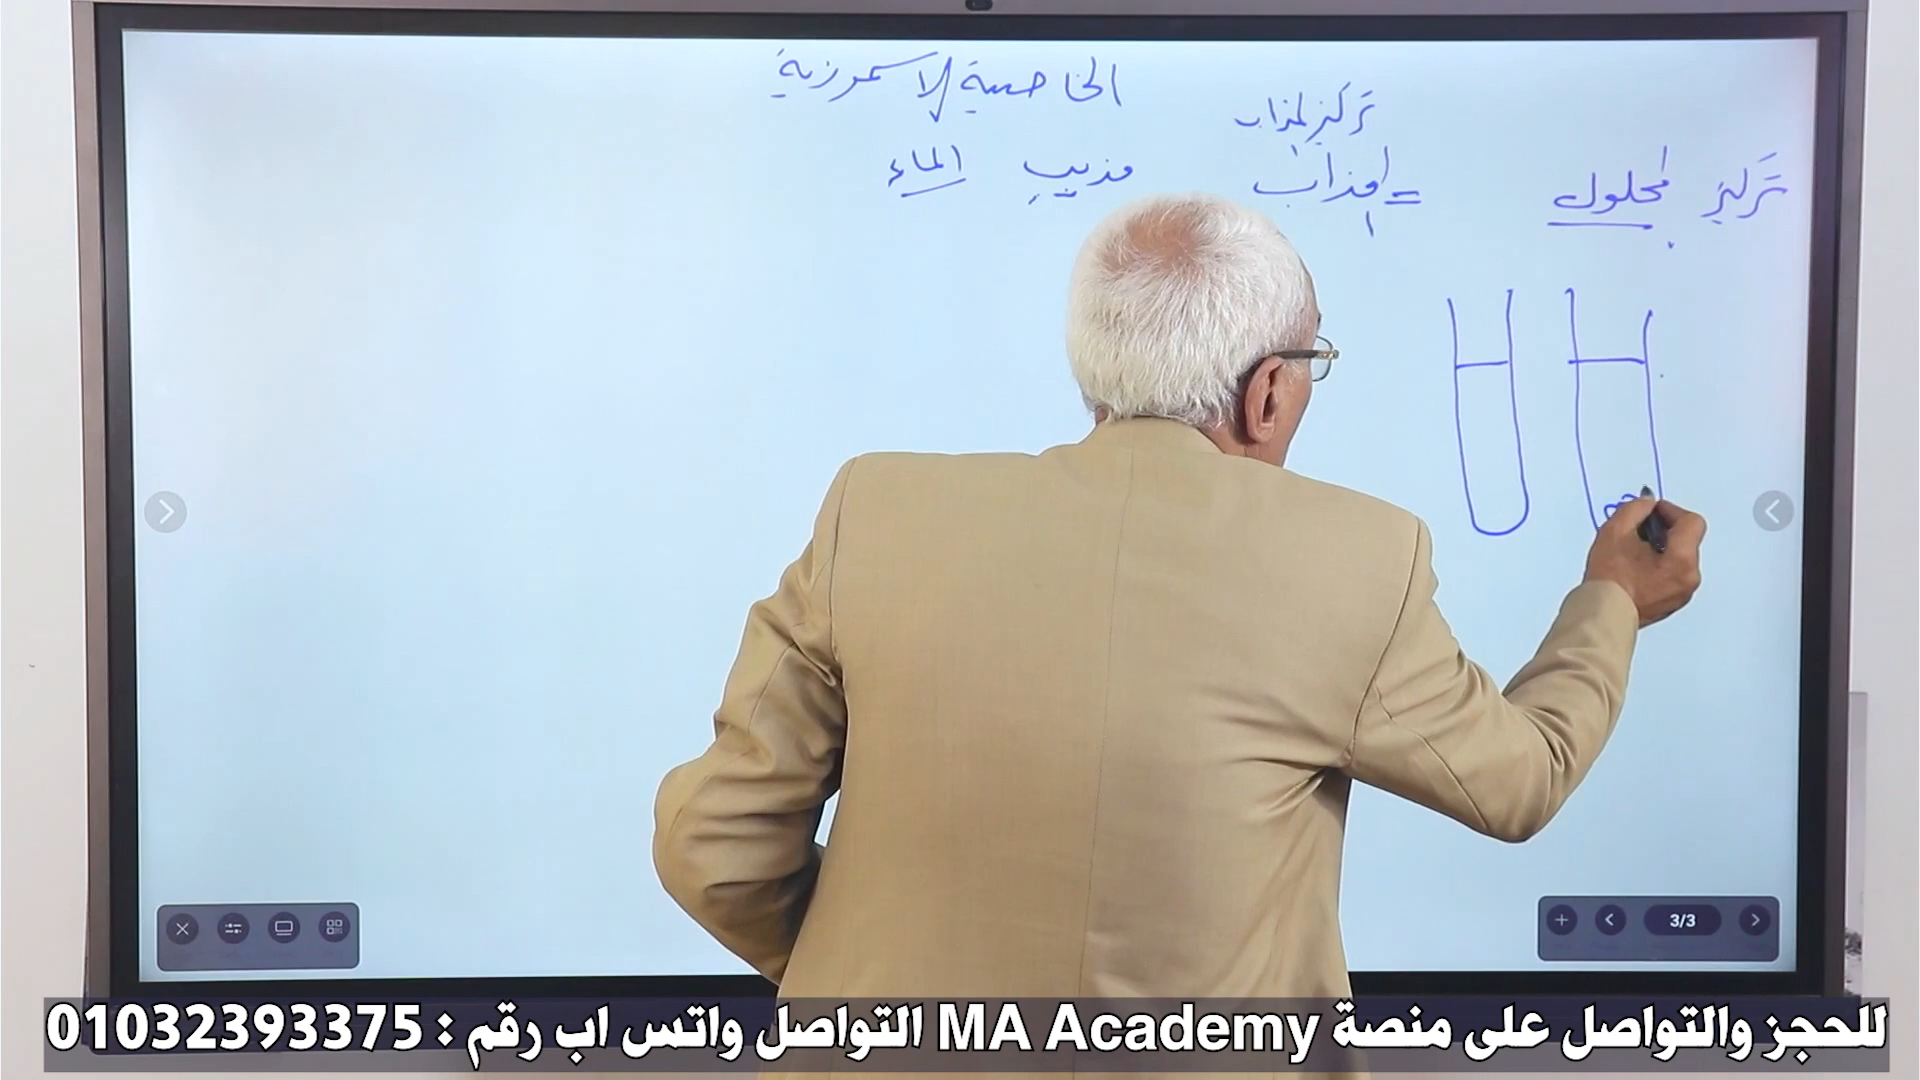 الخاصية الاسموزية
تركيز المذاب
تركيز المحلول = المذاب مذيب الماء
3/3
للحجز والتواصل على منصة MA Academy التواصل واتس اب رقم : 01032393375